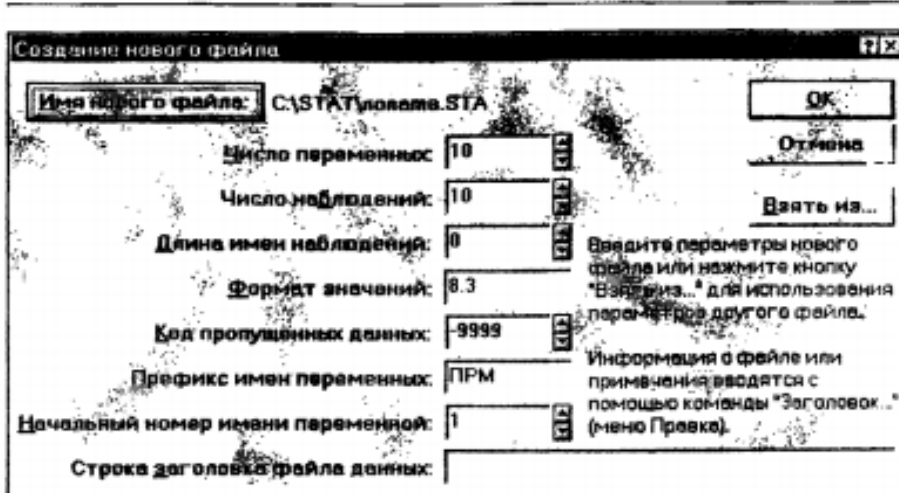 Создание нового файла
Имя нового файла: C:\STAT\noname.STA
OK
Число переменных: 10
Отмена
Число наблюдений: 10
Взять из...
Длина имен наблюдений: 0
Формат значений: 8.3
Код пропущенных данных: -9999
Префикс имен переменных: ПРМ
Начальный номер имени переменной: 1
Строка заголовка файла данных:
Введите параметры нового
файла или нажмите кнопку
"Взять из..." для использования
параметров другого файла.
Информация о файле или
примечания вводятся с
помощью команды "Заголовок..."
(меню Правка).